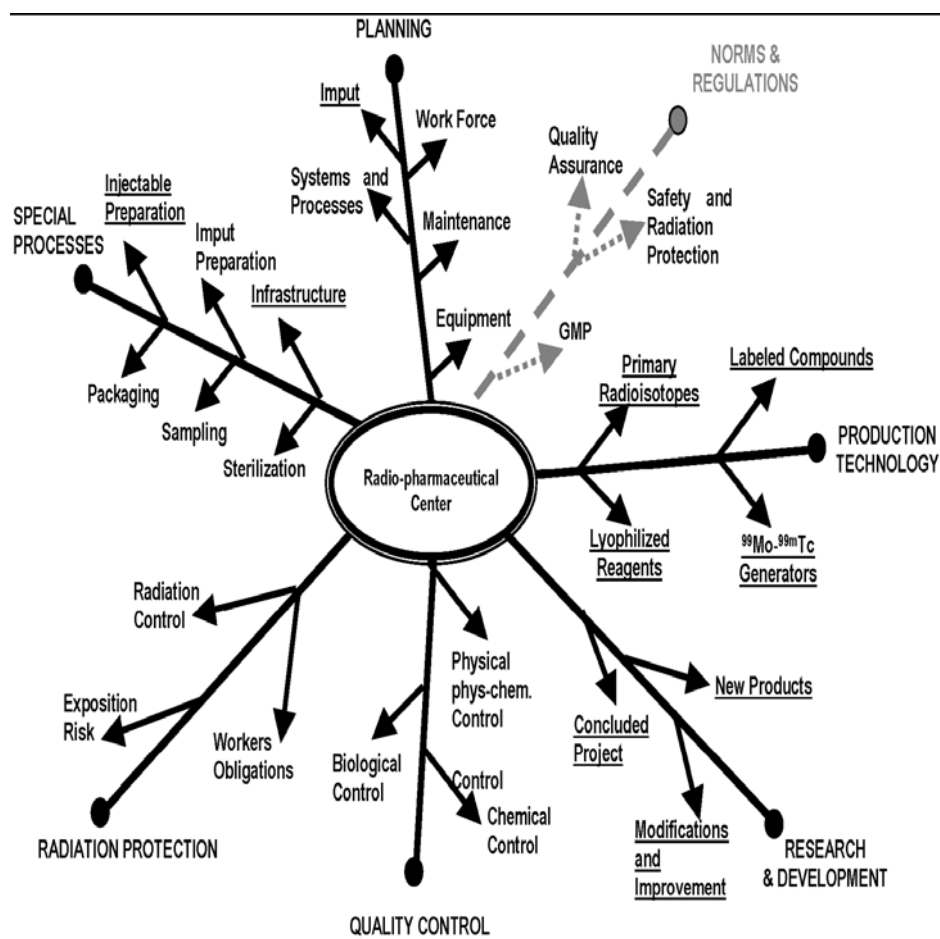 PLANNING
NORMS &
REGULATIONS
Imput
Work Force
Quality
Assurance
Systems and
Processes
Safety and
Radiation
Protection
Injectable
Preparation
SPECIAL
PROCESSES
Imput
Preparation
Maintenance
Infrastructure
Equipment
GMP
Packaging
Sampling
Sterilization
Primary
Radioisotopes
Labeled Compounds
PRODUCTION
TECHNOLOGY
Radio-pharmaceutical
Center
Lyophilized
Reagents
⁹⁹Mo-⁹⁹ᵐTc
Generators
Radiation
Control
Exposition
Risk
Workers
Obligations
Physical
phys-chem.
Control
Biological
Control
Control
Chemical
Control
New Products
Concluded
Project
Modifications
and
Improvement
RADIATION PROTECTION
QUALITY CONTROL
RESEARCH
& DEVELOPMENT